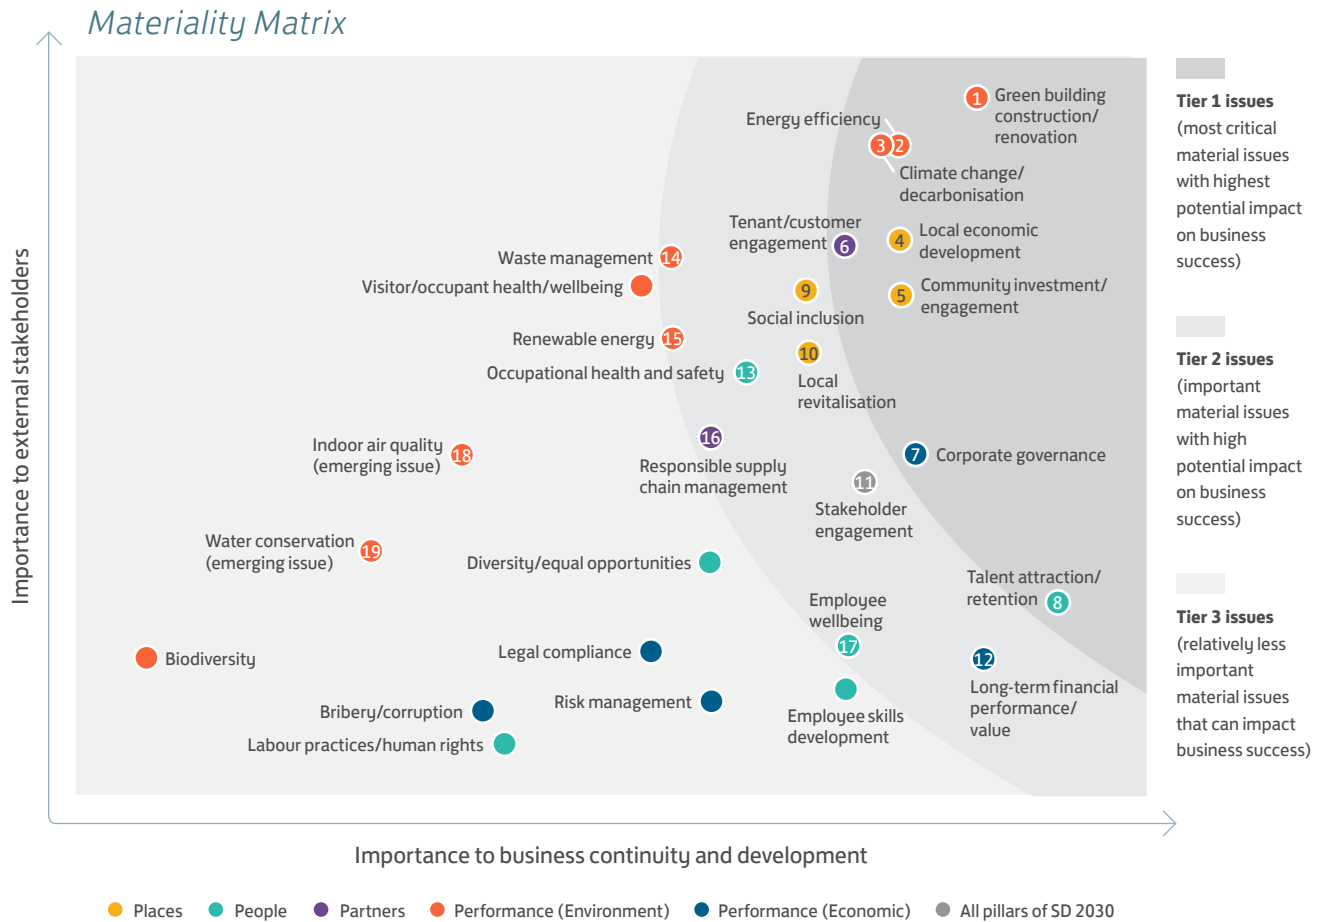 Materiality Matrix
Importance to external stakeholders
1
Green building
construction/
renovation
Energy efficiency
3
2
Climate change/
decarbonisation
Tenant/customer
engagement
6
4
Local economic
development
Waste management
14
Visitor/occupant health/wellbeing
9
Social inclusion
5
Community investment/
engagement
Renewable energy
15
10
Local
revitalisation
Occupational health and safety
13
16
Responsible supply
chain management
Indoor air quality
(emerging issue)
18
7
Corporate governance
11
Stakeholder
engagement
Water conservation
(emerging issue)
19
Diversity/equal opportunities
Talent attraction/
retention
8
Employee
wellbeing
17
Biodiversity
Legal compliance
12
Long-term financial
performance/
value
Risk management
Employee skills
development
Bribery/corruption
Labour practices/human rights
Importance to business continuity and development
Tier 1 issues
(most critical
material issues
with highest
potential impact
on business
success)
Tier 2 issues
(important
material issues
with high
potential impact
on business
success)
Tier 3 issues
(relatively less
important
material issues
that can impact
business success)
Places
People
Partners
Performance (Environment)
Performance (Economic)
All pillars of SD 2030